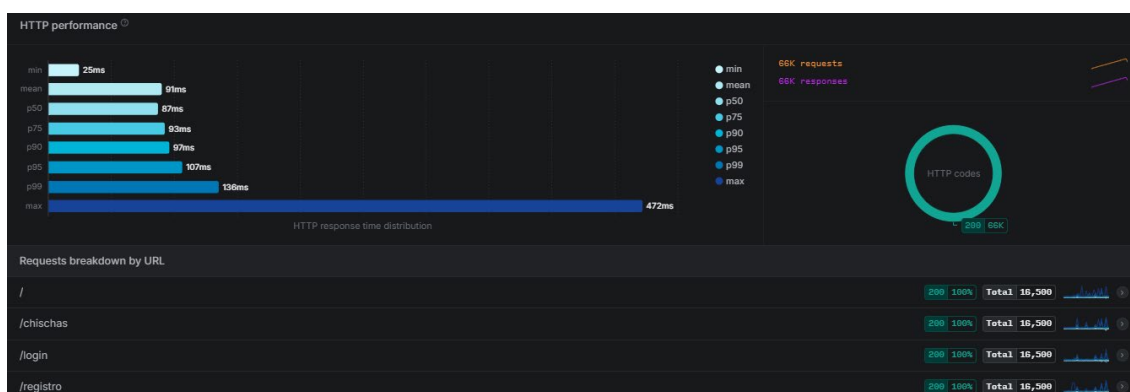 HTTP performance
min 25ms
mean 91ms
p50 87ms
p75 93ms
p90 97ms
p95 107ms
p99 136ms
max 472ms
HTTP response time distribution
min
mean
p50
p75
p90
p95
p99
max
66K requests
66K responses
HTTP codes
200 66K
Requests breakdown by URL
/ 200 100% Total 16,500
/chischas 200 100% Total 16,500
/login 200 100% Total 16,500
/registro 200 100% Total 16,500